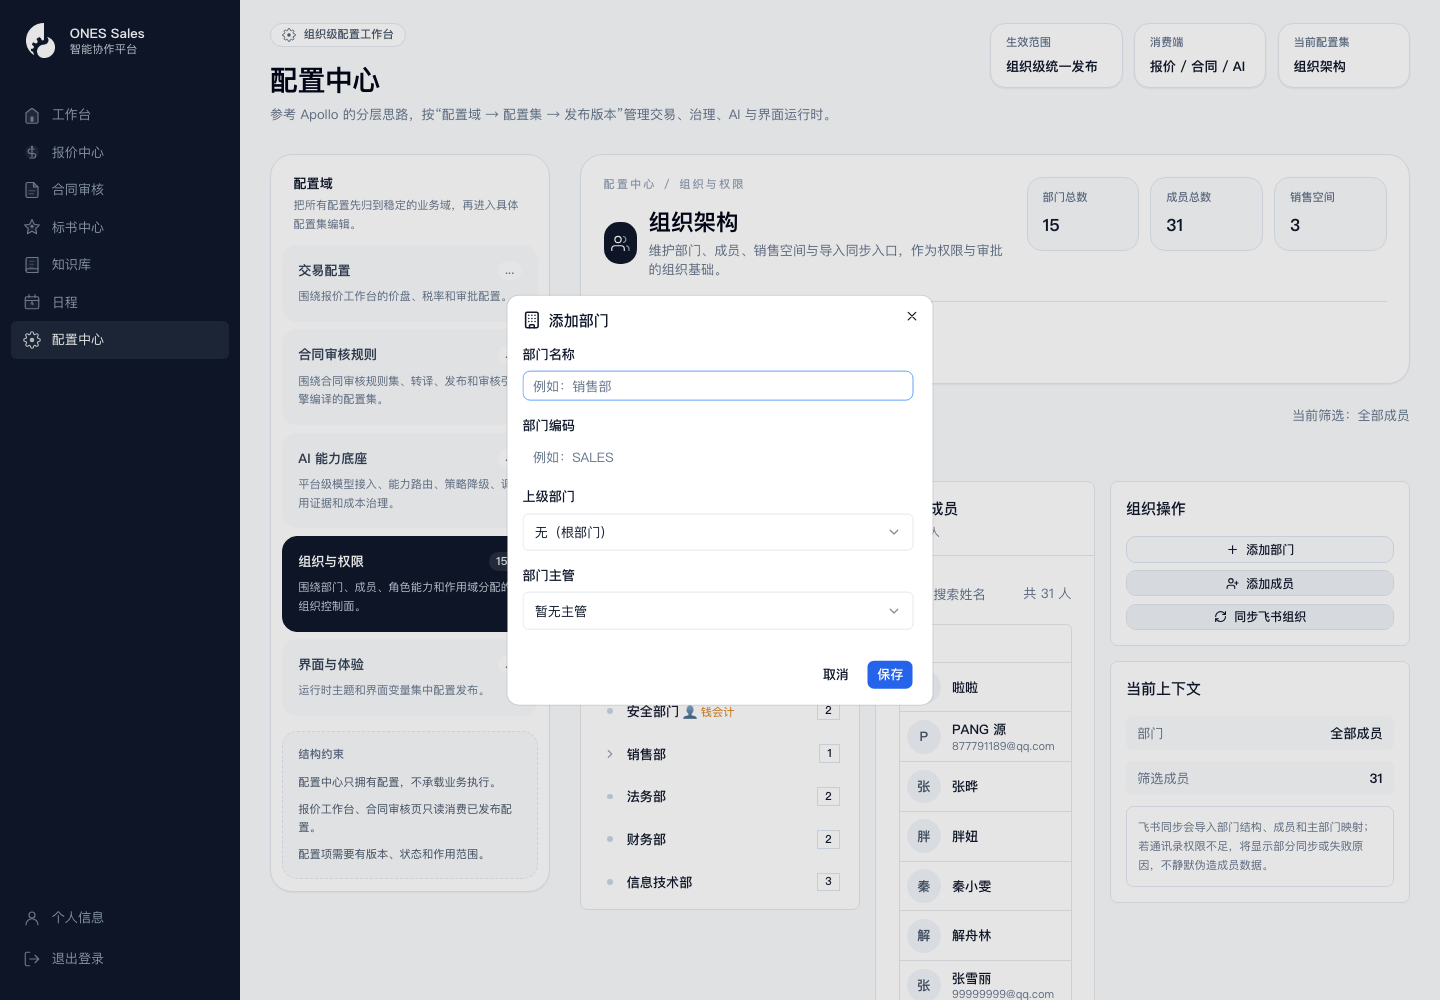 ONES Sales
智能协作平台
工作台
报价中心
合同审核
标书中心
知识库
日程
配置中心
个人信息
退出登录
组织级配置工作台
配置中心
参考 Apollo 的分层思路，按“配置域 → 配置集 → 发布版本”管理交易、治理、AI 与界面运行时。
生效范围
组织级统一发布
消费端
报价 / 合同 / AI
当前配置集
组织架构
配置域
把所有配置先归到稳定的业务域，再进入具体
配置集编辑。
交易配置
...
围绕报价工作台的价盘、税率和审批配置。
合同审核规则
围绕合同审核规则集、转译、发布和审核引
擎编译的配置集。
AI 能力底座
平台级模型接入、能力路由、策略降级、调
用证据和成本治理。
组织与权限
15
围绕部门、成员、角色能力和作用域分配的
组织控制面。
界面与体验
运行时主题和界面变量集中配置发布。
结构约束
配置中心只拥有配置，不承载业务执行。
报价工作台、合同审核页只读消费已发布配
置。
配置项需要有版本、状态和作用范围。
配置中心 / 组织与权限
组织架构
维护部门、成员、销售空间与导入同步入口，作为权限与审批
的组织基础。
部门总数
15
成员总数
31
销售空间
3
当前筛选：全部成员
添加部门
部门名称
例如：销售部
部门编码
例如：SALES
上级部门
无（根部门）
部门主管
暂无主管
取消
保存
安全部门 👤 钱会计
2
销售部
1
法务部
2
财务部
2
信息技术部
3
成员
人
搜索姓名
共 31 人
啦啦
P
PANG 源
877791189@qq.com
张
张晔
胖
胖妞
秦
秦小雯
解
解舟林
张
张雪丽
99999999@qq.com
组织操作
添加部门
添加成员
同步飞书组织
当前上下文
部门
全部成员
筛选成员
31
飞书同步会导入部门结构、成员和主部门映射；
若通讯录权限不足，将显示部分同步或失败原
因，不静默伪造成员数据。